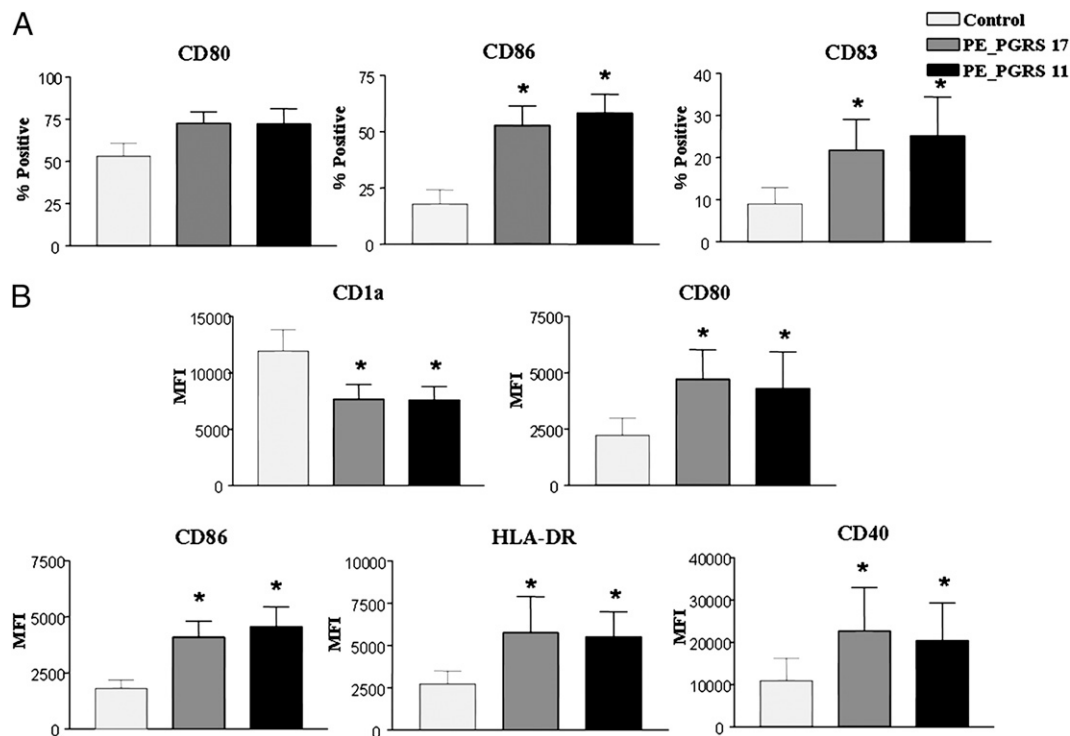 A
Control
PE_PGRS 17
PE_PGRS 11
CD80
% Positive
100
75
50
25
0
CD86
% Positive
75
50
25
0
* *
CD83
% Positive
40
30
20
10
0
* *
B
CD1a
MFI
15000
10000
5000
0
* *
CD80
MFI
7500
5000
2500
0
* *
CD86
MFI
7500
5000
2500
0
* *
HLA-DR
MFI
10000
7500
5000
2500
0
* *
CD40
MFI
40000
30000
20000
10000
0
* *